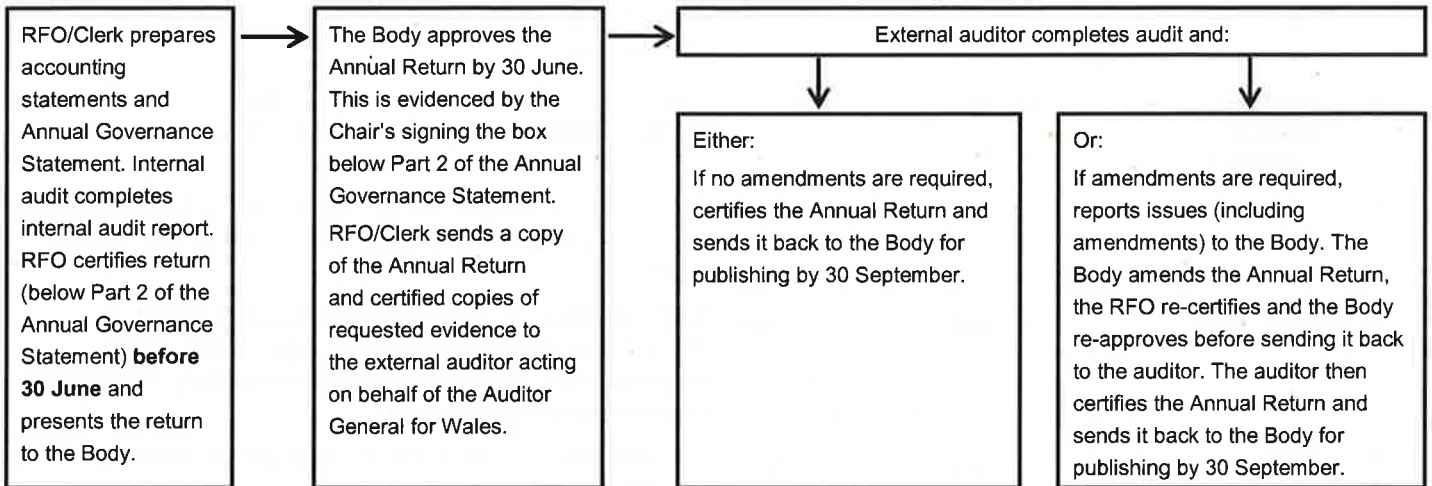 RFO/Clerk prepares
accounting
statements and
Annual Governance
Statement. Internal
audit completes
internal audit report.
RFO certifies return
(below Part 2 of the
Annual Governance
Statement) before
30 June and
presents the return
to the Body.
The Body approves the
Annual Return by 30 June.
This is evidenced by the
Chair's signing the box
below Part 2 of the Annual
Governance Statement.
RFO/Clerk sends a copy
of the Annual Return
and certified copies of
requested evidence to
the external auditor acting
on behalf of the Auditor
General for Wales.
External auditor completes audit and:
Either:
If no amendments are required,
certifies the Annual Return and
sends it back to the Body for
publishing by 30 September.
Or:
If amendments are required,
reports issues (including
amendments) to the Body. The
Body amends the Annual Return,
the RFO re-certifies and the Body
re-approves before sending it back
to the auditor. The auditor then
certifies the Annual Return and
sends it back to the Body for
publishing by 30 September.